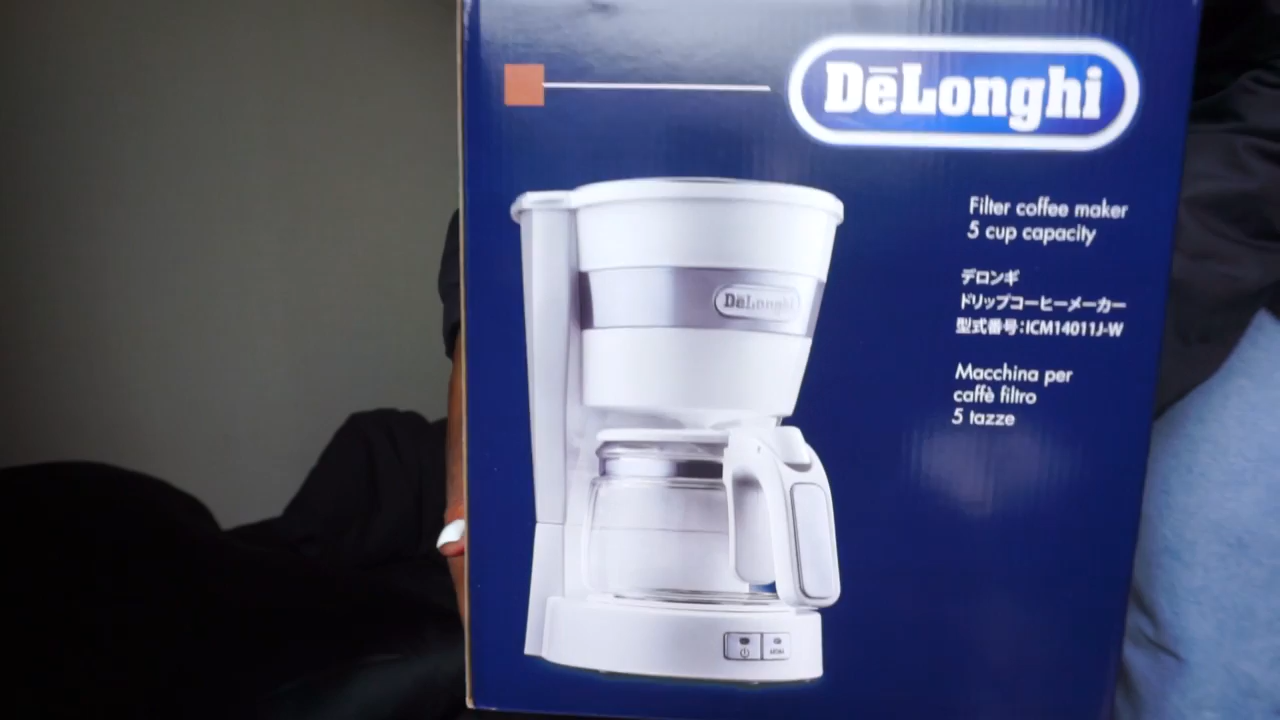 DēLonghi
Filter coffee maker
5 cup capacity
デロンギ
ドリップコーヒーメーカー
型式番号:ICM14011J-W
Macchina per
caffè filtro
5 tazze
DēLonghi
AROMA